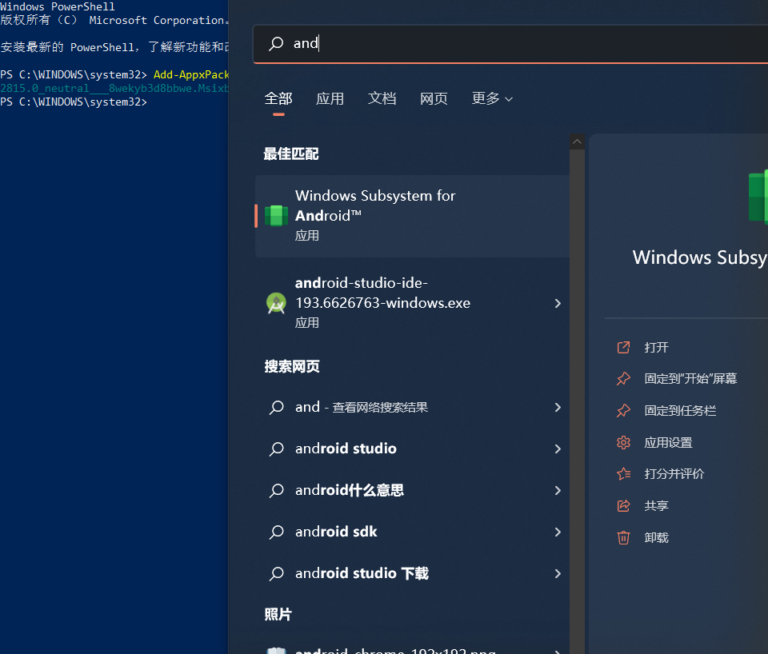 Windows PowerShell
版权所有（C） Microsoft Corporation.
安装最新的 PowerShell，了解新功能和
PS C:\WINDOWS\system32> Add-AppxPack
2815.0_neutral___8wekyb3d8bbwe.Msixb
PS C:\WINDOWS\system32>
and
全部 应用 文档 网页 更多
最佳匹配
Windows Subsystem for
Android™
应用
android-studio-ide-
193.6626763-windows.exe
应用
搜索网页
and - 查看网络搜索结果
android studio
android什么意思
android sdk
android studio 下载
照片
android-chrome-192x192.png
Windows Subsy
打开
固定到"开始"屏幕
固定到任务栏
应用设置
打分并评价
共享
卸载